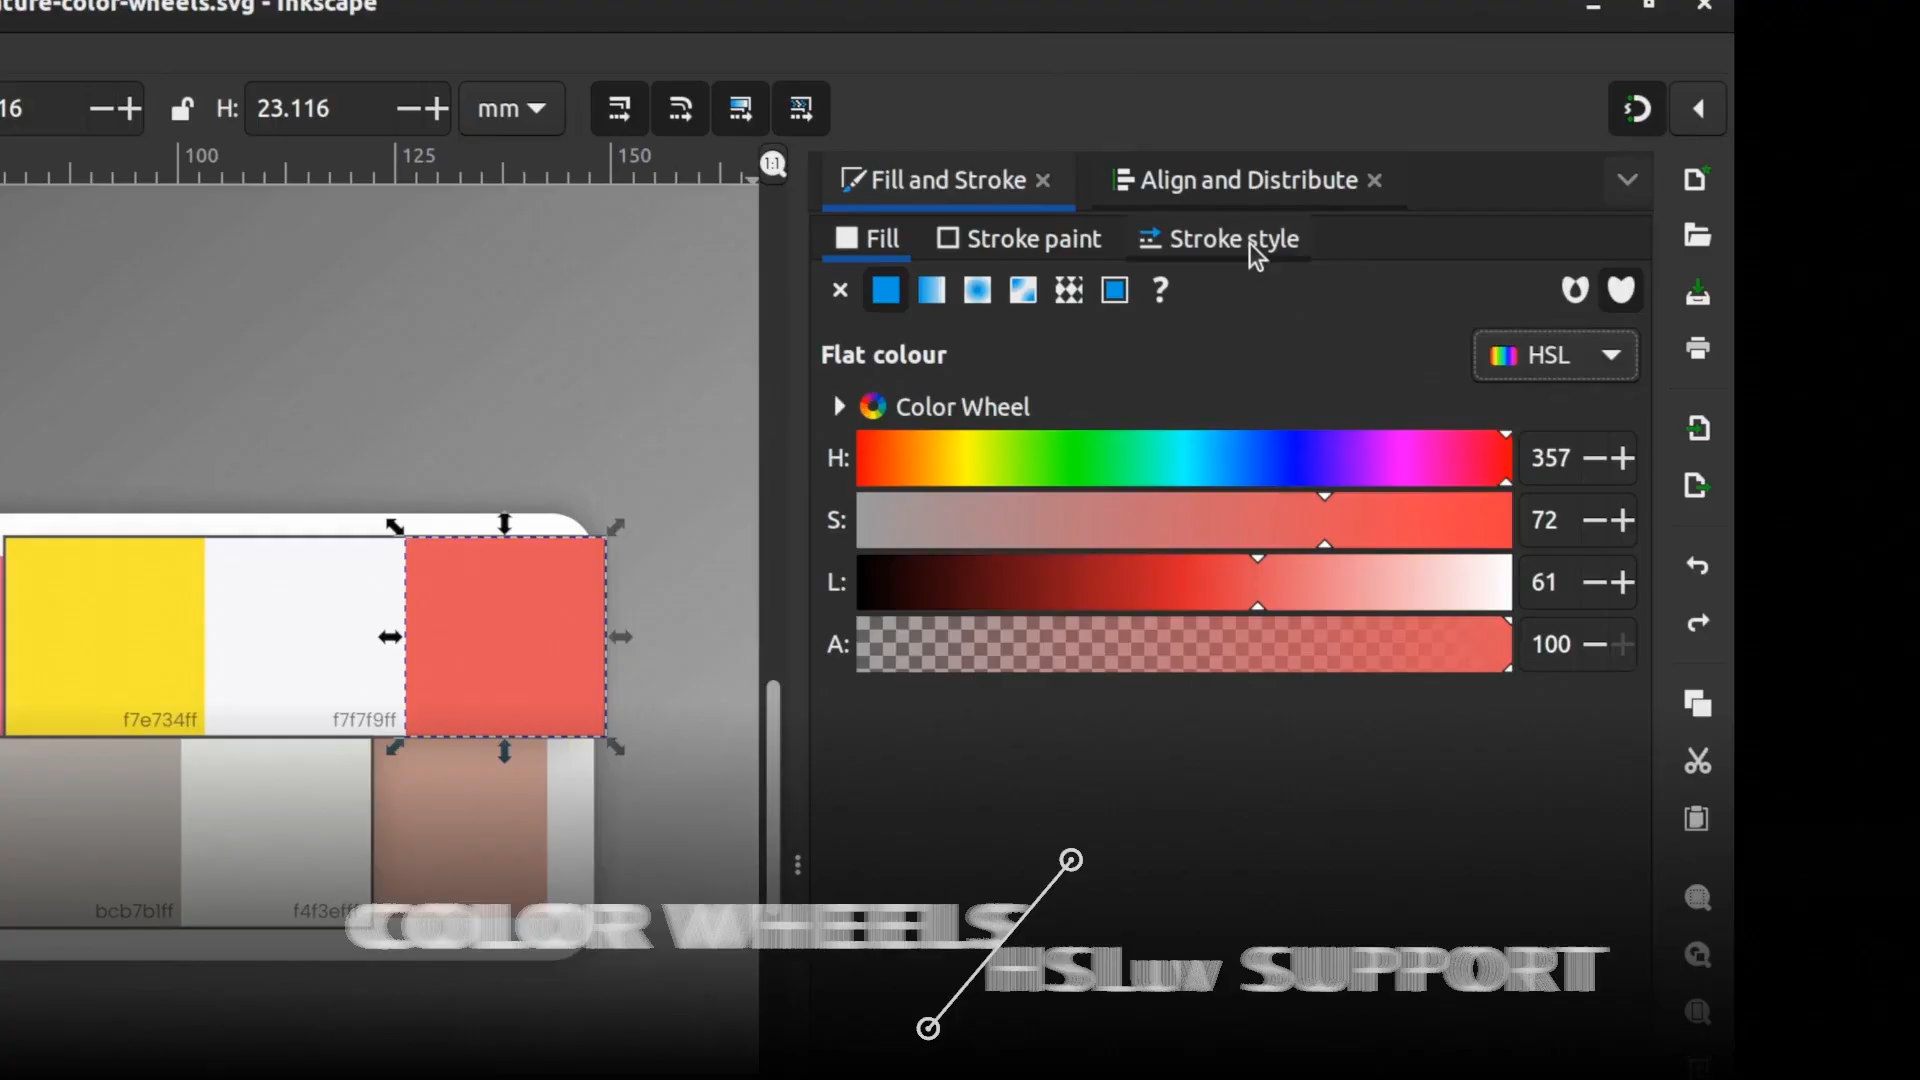 ture-color-wheels.svg - Inkscape
16
H: 23.116
mm
100
125
150
1:1
Fill and Stroke
Align and Distribute
Fill
Stroke paint
Stroke style
?
Flat colour
HSL
Color Wheel
H: 357
S: 72
L: 61
A: 100
f7e734ff
f7f7f9ff
bcb7b1ff
f4f3efff
COLOR WHEELS
HSLuv SUPPORT